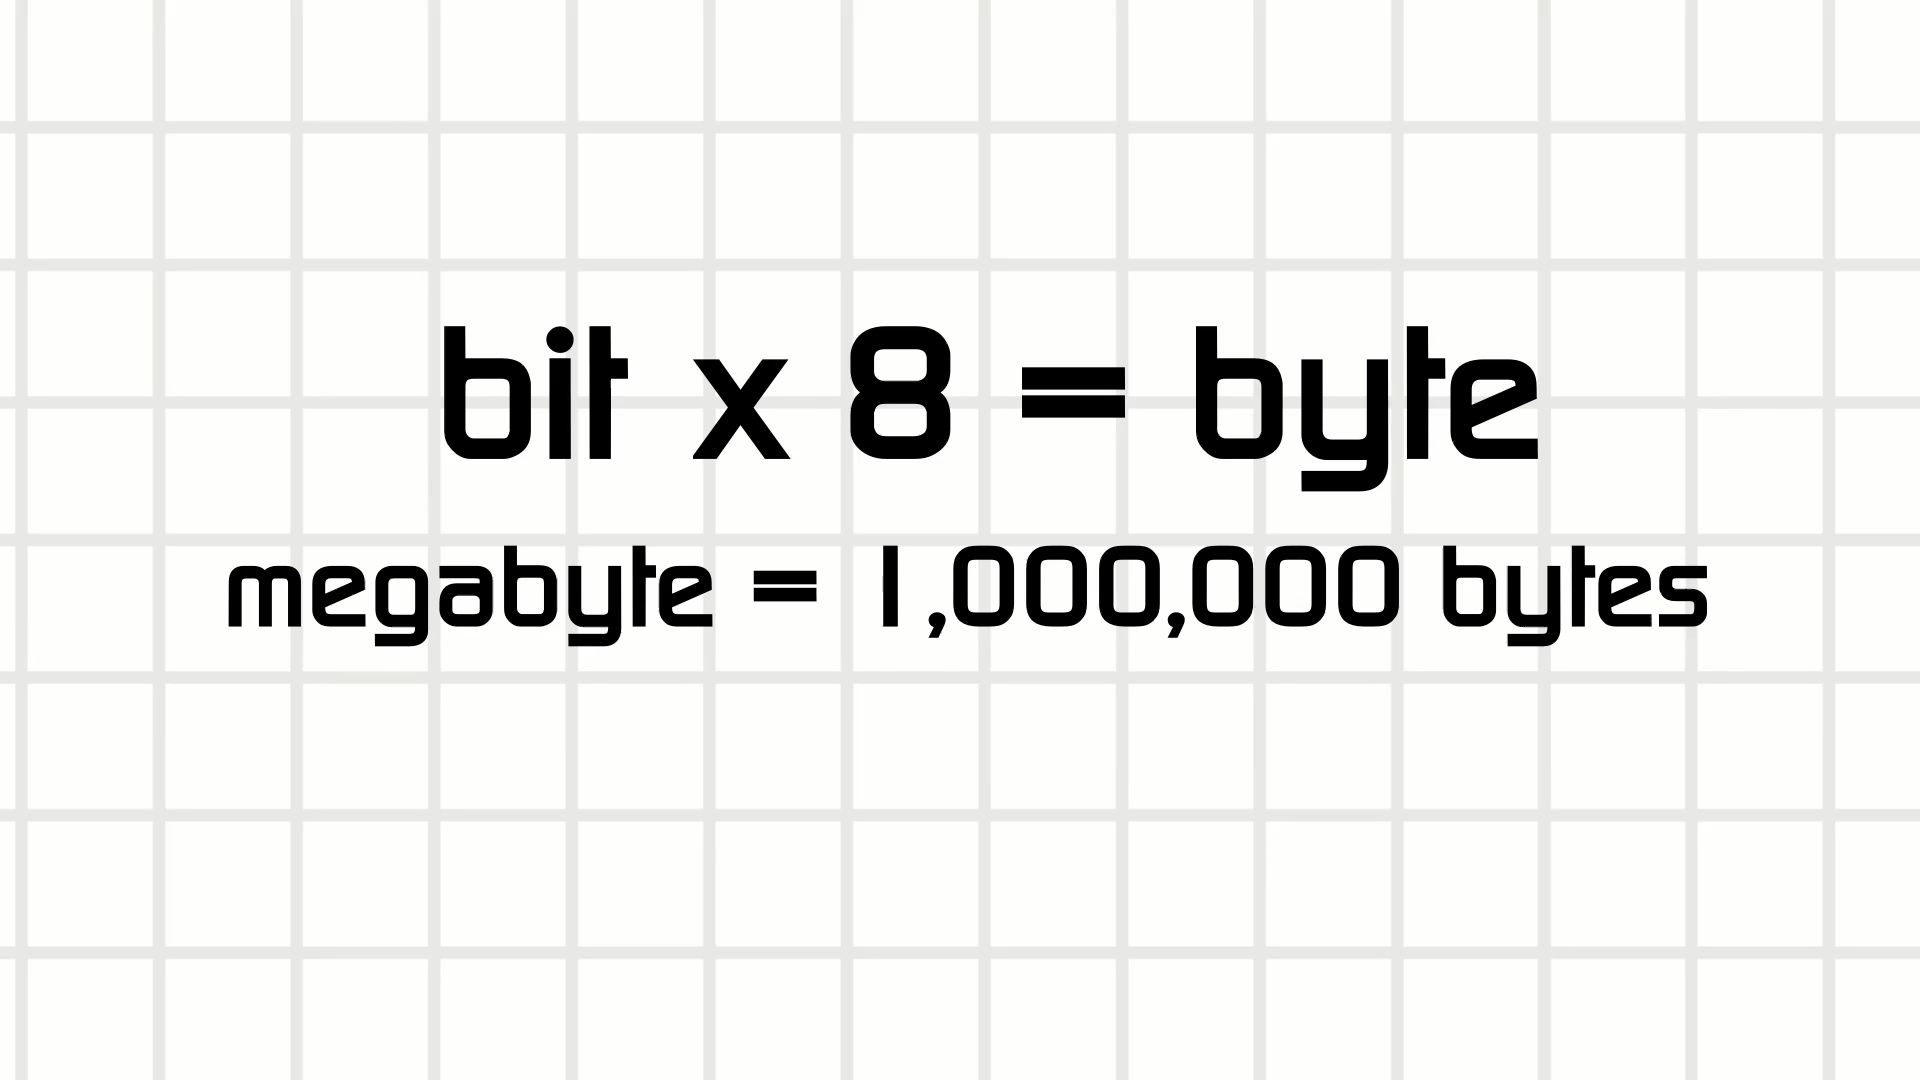 bit x 8 = byte
megabyte = 1,000,000 bytes